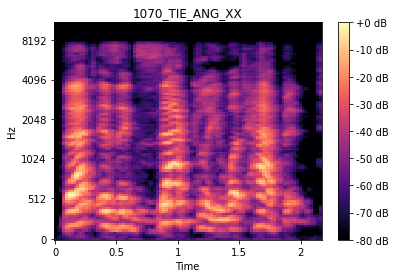 1070_TIE_ANG_XX
8192
4096
2048
1024
512
0
Hz
0
0.5
1
1.5
2
Time
+0 dB
-10 dB
-20 dB
-30 dB
-40 dB
-50 dB
-60 dB
-70 dB
-80 dB